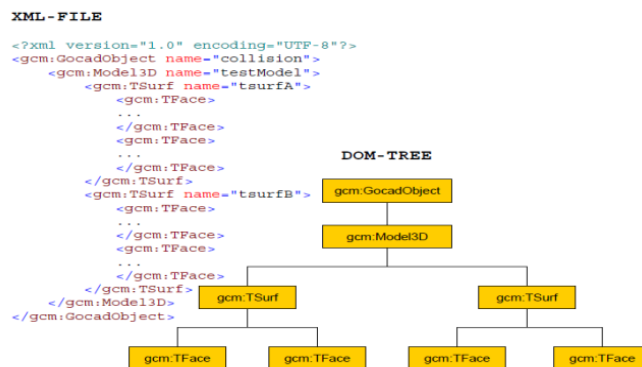 XML-FILE
<?xml version="1.0" encoding="UTF-8"?>
<gcm:GocadObject name="collision">
<gcm:Model3D name="testModel">
<gcm:TSurf name="tsurfA">
<gcm:TFace>
...
</gcm:TFace>
<gcm:TFace>
...
</gcm:TFace>
</gcm:TSurf>
<gcm:TSurf name="tsurfB">
<gcm:TFace>
...
</gcm:TFace>
<gcm:TFace>
...
</gcm:TFace>
</gcm:TSurf>
</gcm:Model3D>
</gcm:GocadObject>
DOM-TREE
gcm:GocadObject
gcm:Model3D
gcm:TSurf
gcm:TSurf
gcm:TFace
gcm:TFace
gcm:TFace
gcm:TFace